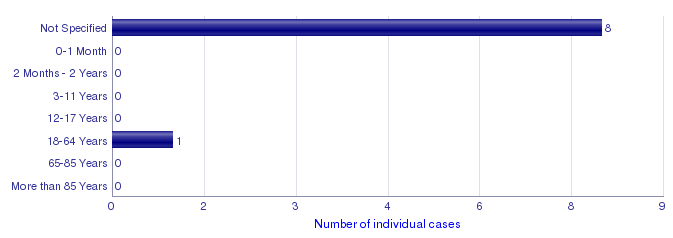 Not Specified 8
0-1 Month 0
2 Months - 2 Years 0
3-11 Years 0
12-17 Years 0
18-64 Years 1
65-85 Years 0
More than 85 Years 0
0 2 3 4 6 8 9
Number of individual cases